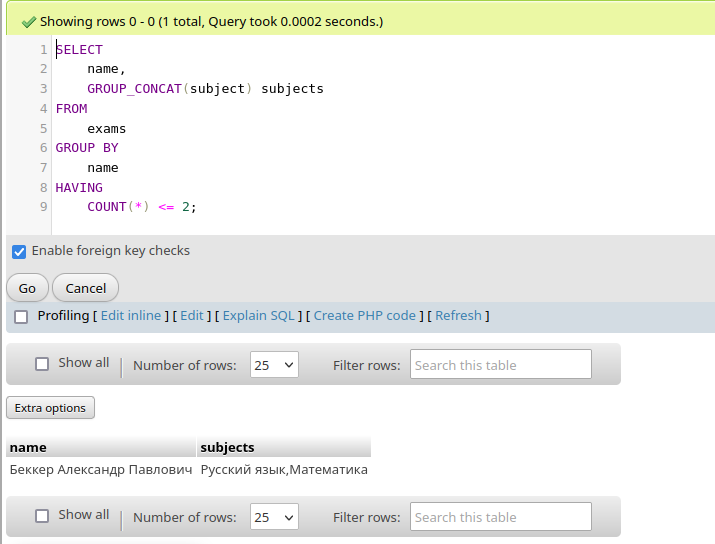 Showing rows 0 - 0 (1 total, Query took 0.0002 seconds.)
1 SELECT
2 name,
3 GROUP_CONCAT(subject) subjects
4 FROM
5 exams
6 GROUP BY
7 name
8 HAVING
9 COUNT(*) <= 2;
Enable foreign key checks
Go Cancel
Profiling [ Edit inline ] [ Edit ] [ Explain SQL ] [ Create PHP code ] [ Refresh ]
Show all Number of rows: 25 Filter rows: Search this table
Extra options
name subjects
Беккер Александр Павлович Русский язык,Математика
Show all Number of rows: 25 Filter rows: Search this table